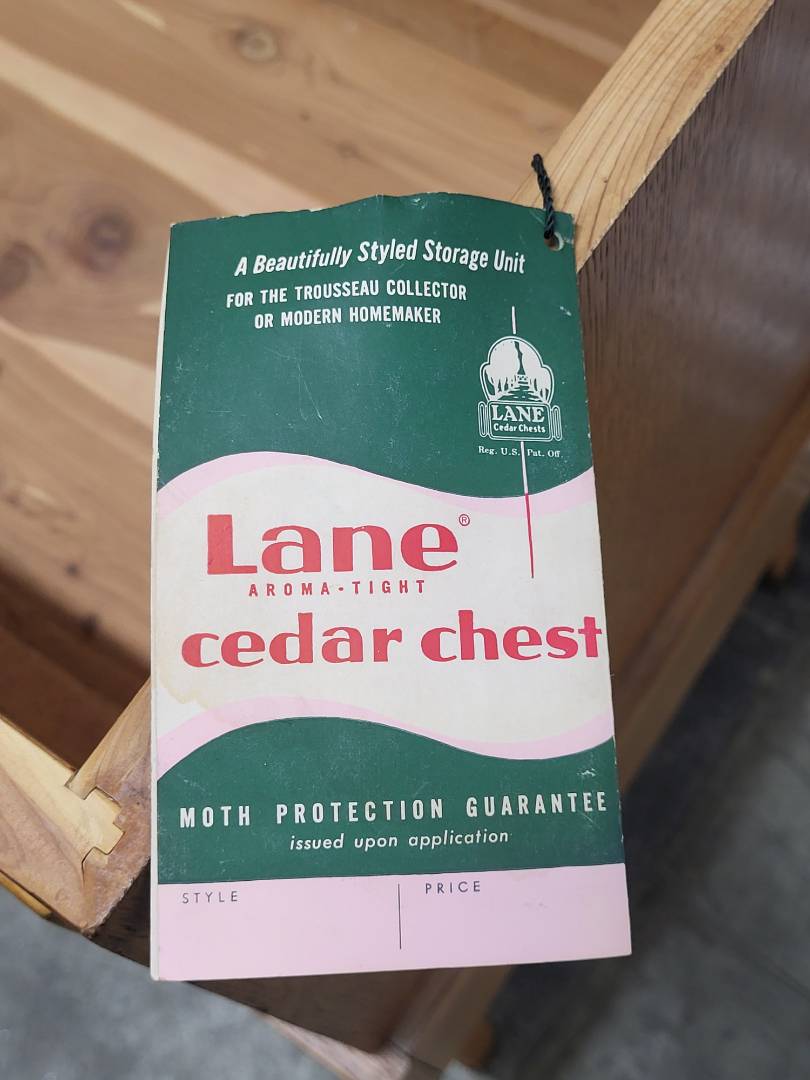 A Beautifully Styled Storage Unit
FOR THE TROUSSEAU COLLECTOR
OR MODERN HOMEMAKER
LANE
Cedar Chests
Reg. U.S. Pat. Off.
Lane®
AROMA-TIGHT
cedar chest
MOTH PROTECTION GUARANTEE
issued upon application
STYLE
PRICE